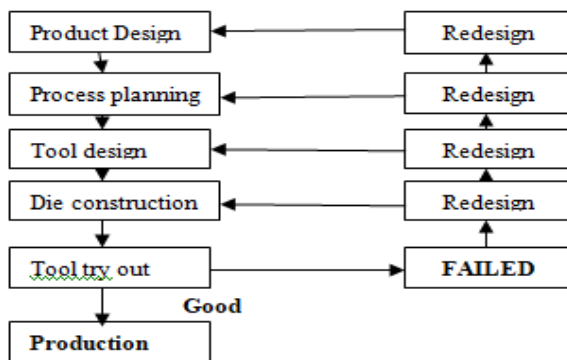 Product Design
Redesign
Process planning
Redesign
Tool design
Redesign
Die construction
Redesign
Tool try out
FAILED
Good
Production